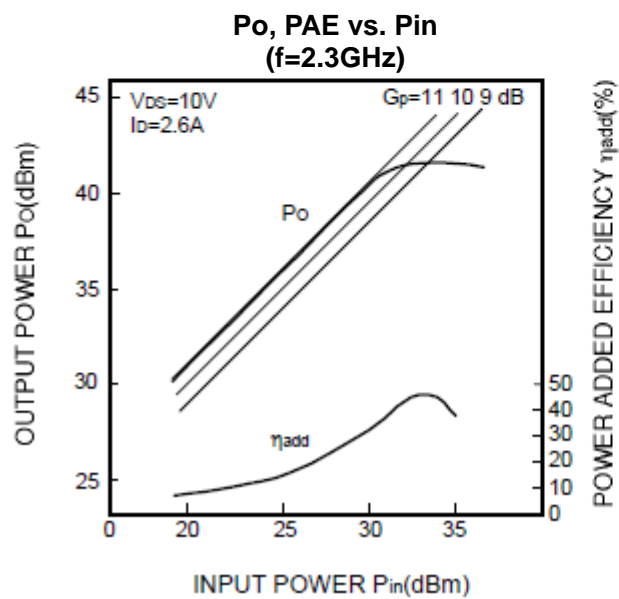 Po, PAE vs. Pin
(f=2.3GHz)
VDS=10V
ID=2.6A
Gp=11 10 9 dB
OUTPUT POWER Po(dBm)
45
40
35
30
25
Po
ηadd
POWER ADDED EFFICIENCY ηadd(%)
50
40
30
20
10
0
0
20
25
30
35
INPUT POWER Pin(dBm)